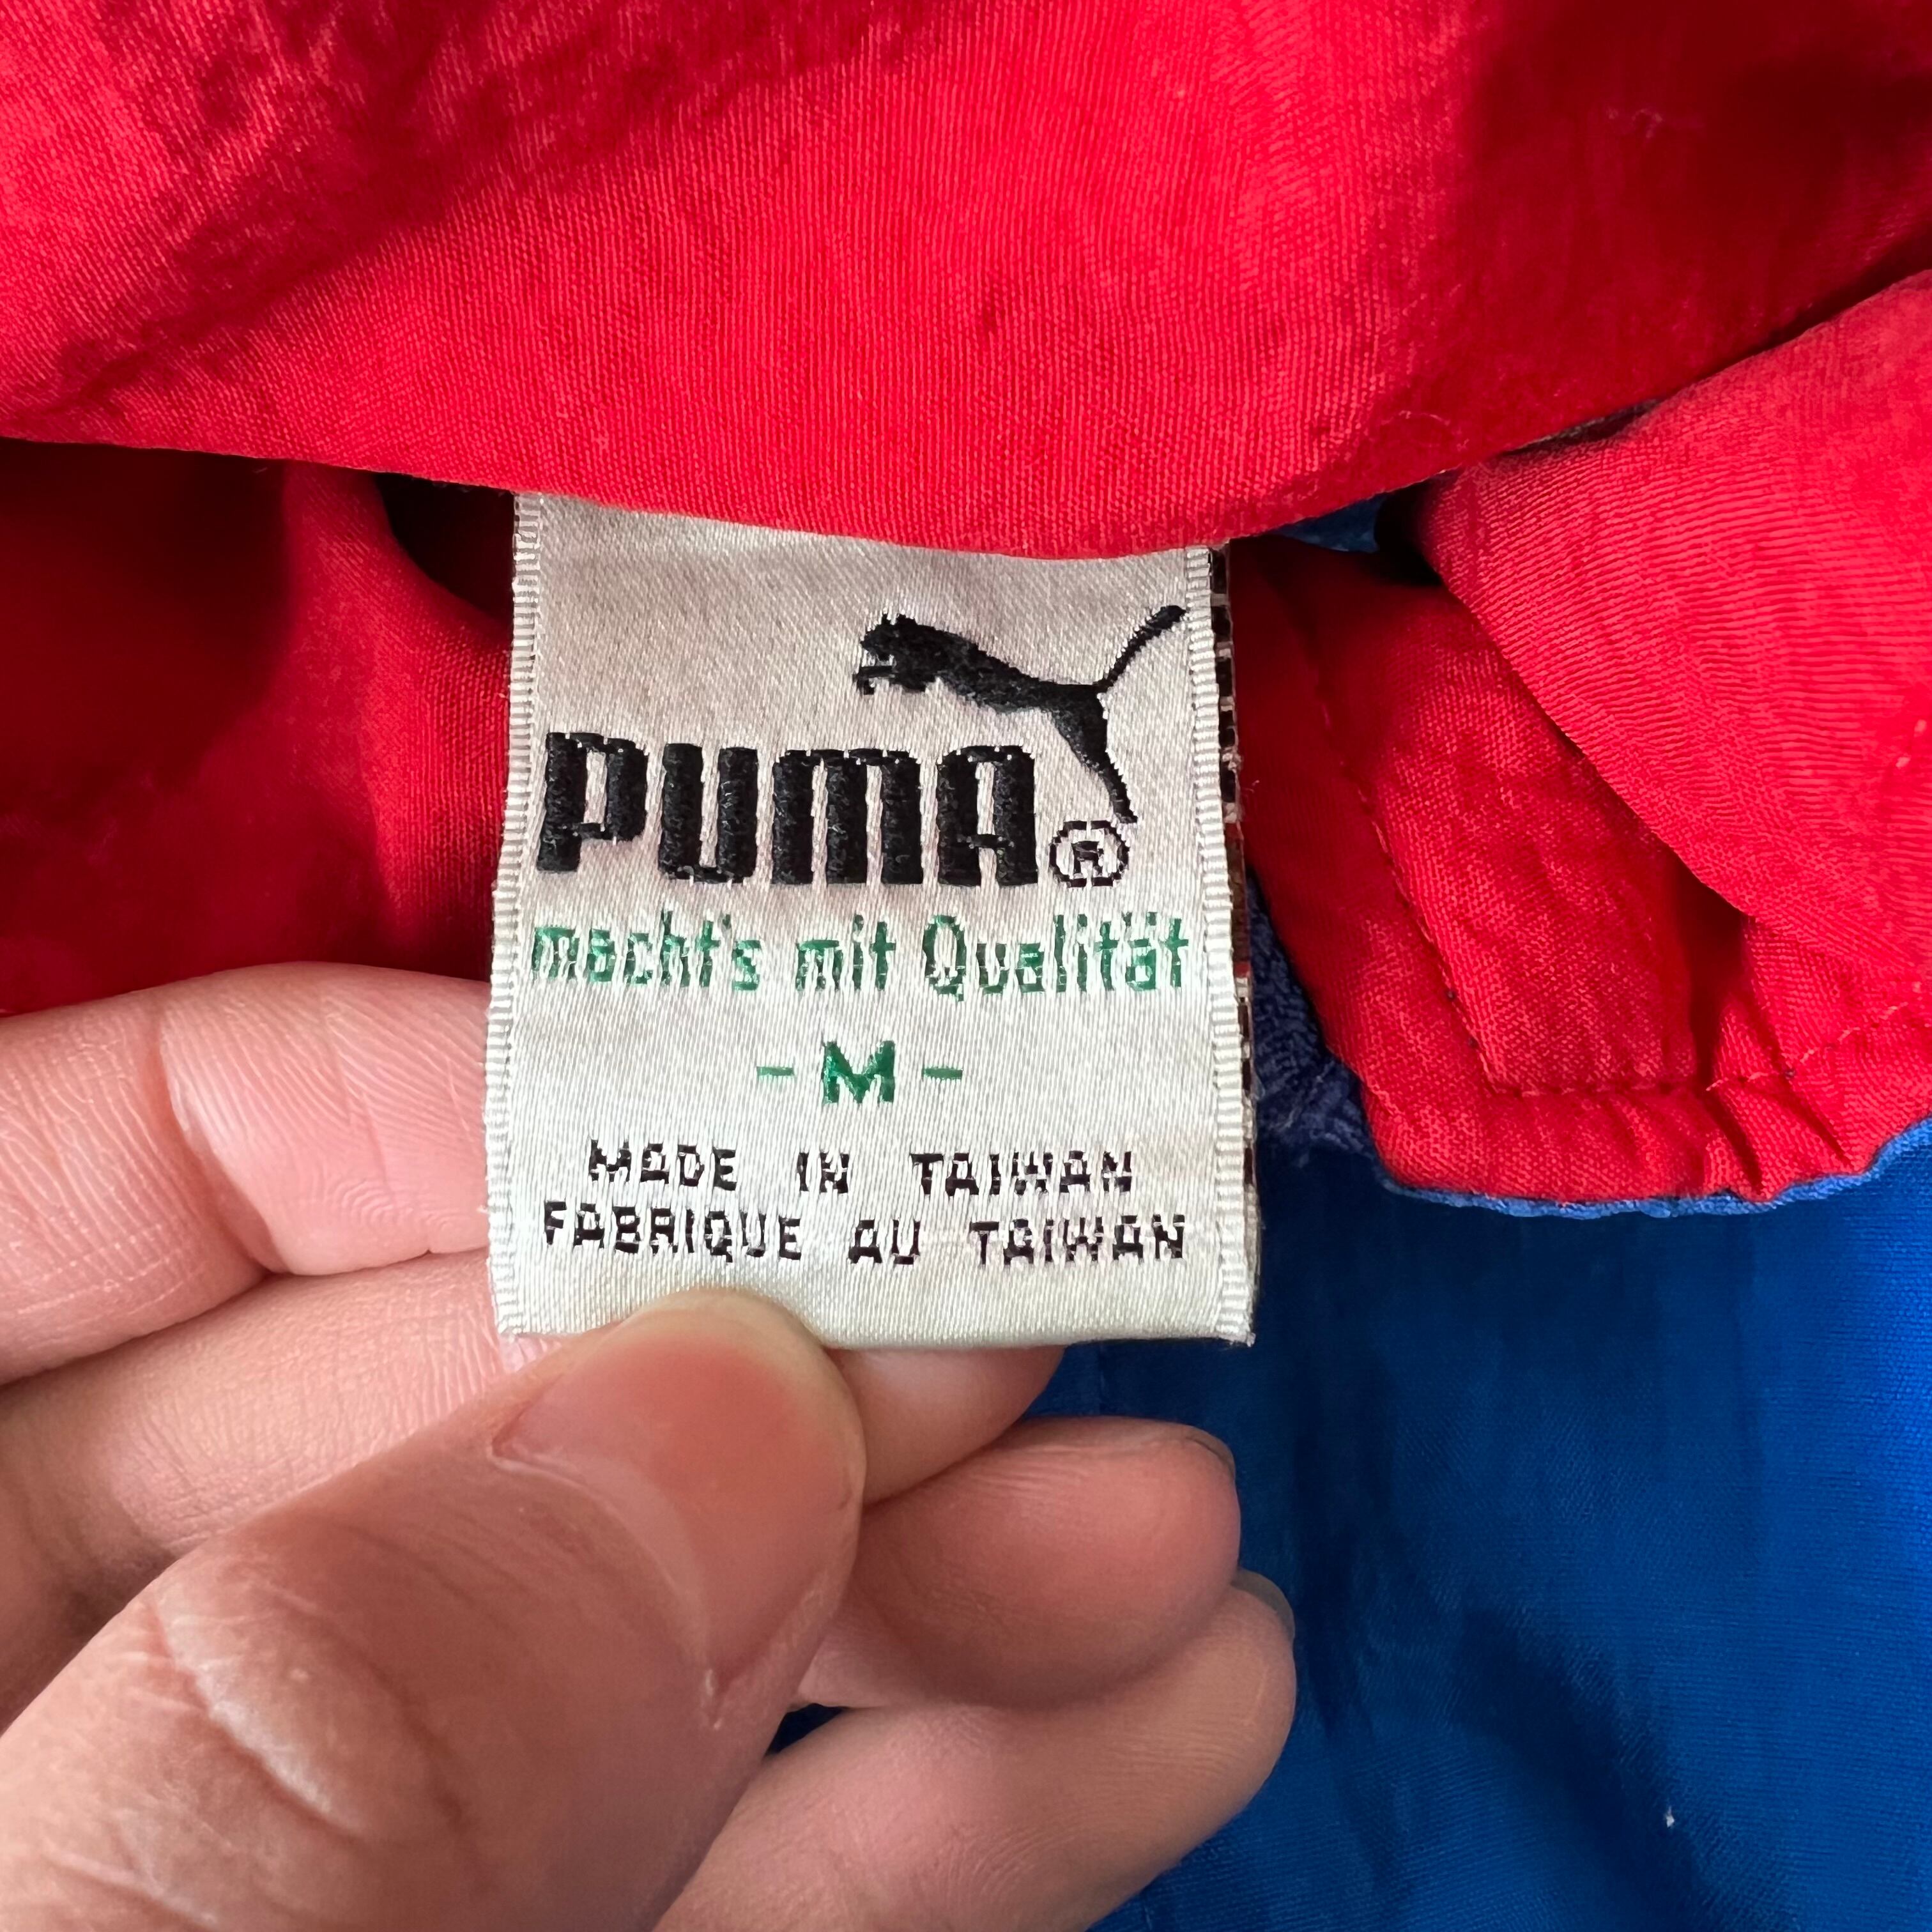 PUMA®
macht's mit Qualität
- M -
MADE IN TAIWAN
FABRIQUE AU TAIWAN